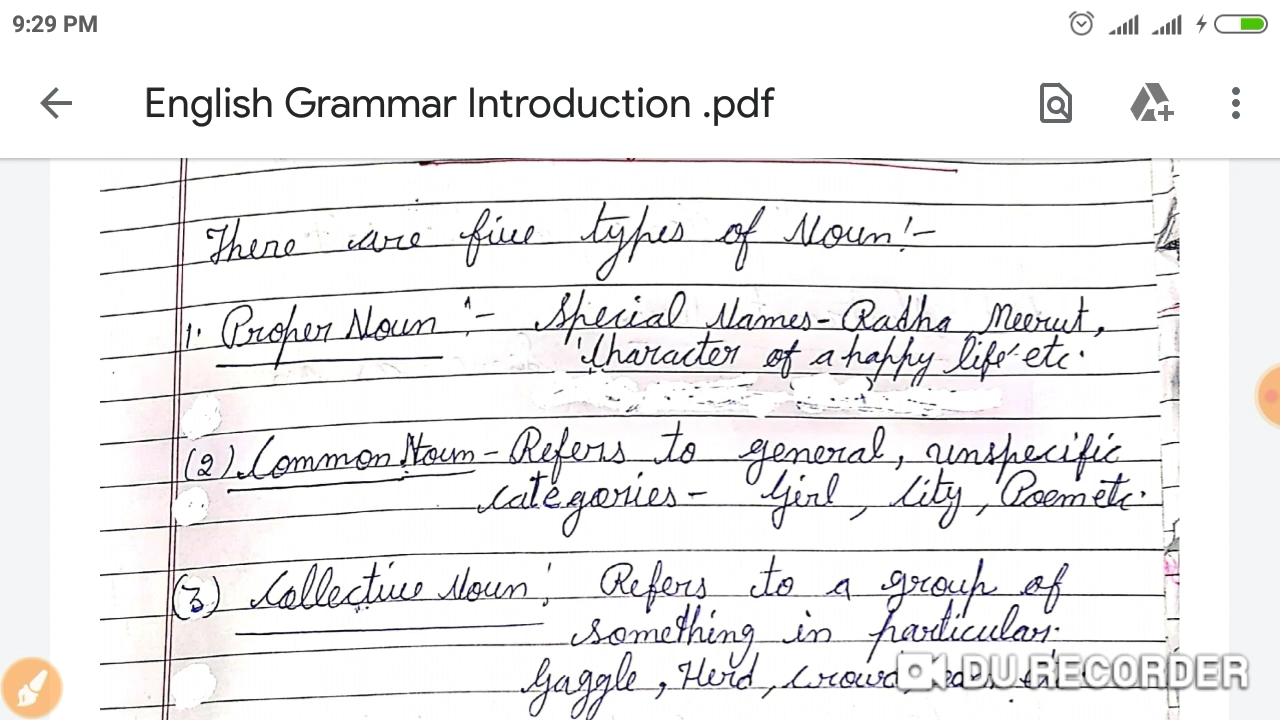 9:29 PM
English Grammar Introduction .pdf
There are five types of Noun:-
1. Proper Noun :- Special Names- Radha Meerut,
'Character of a happy life' etc.
(2) Common Noun - Refers to general, unspecific
categories - Girl, City, Poem etc.
(3) Collective Noun : Refers to a group of
something in particular.
Gaggle, Herd, Crowd,
DU RECORDER